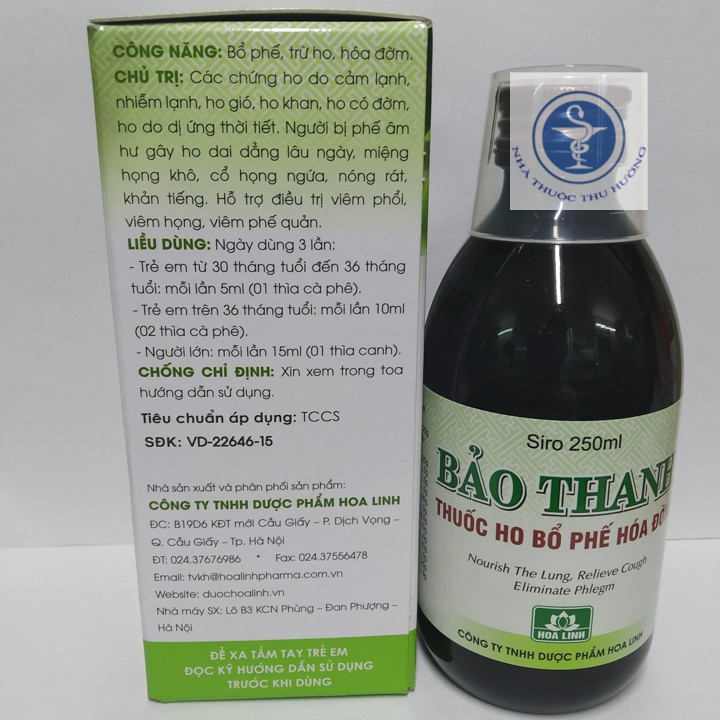 CÔNG NĂNG: Bổ phế, trừ ho, hóa đờm.
CHỦ TRỊ: Các chứng ho do cảm lạnh,
nhiễm lạnh, ho gió, ho khan, ho có đờm,
ho do dị ứng thời tiết. Người bị phế âm
hư gây ho dai dẳng lâu ngày, miệng
họng khô, cổ họng ngứa, nóng rát,
khản tiếng. Hỗ trợ điều trị viêm phổi,
viêm họng, viêm phế quản.
LIỀU DÙNG: Ngày dùng 3 lần:
- Trẻ em từ 30 tháng tuổi đến 36 tháng
tuổi: mỗi lần 5ml (01 thìa cà phê).
- Trẻ em trên 36 tháng tuổi: mỗi lần 10ml
(02 thìa cà phê).
- Người lớn: mỗi lần 15ml (01 thìa canh).
CHỐNG CHỈ ĐỊNH: Xin xem trong toa
hướng dẫn sử dụng.
Tiêu chuẩn áp dụng: TCCS
SĐK: VD-22646-15
Nhà sản xuất và phân phối sản phẩm:
CÔNG TY TNHH DƯỢC PHẨM HOA LINH
ĐC: B19D6 KĐT mới Cầu Giấy – P. Dịch Vọng –
Q. Cầu Giấy – Tp. Hà Nội
ĐT: 024.37676986 * Fax: 024.37556478
Email: tvkh@hoalinhpharma.com.vn
Website: duochoalinh.vn
Nhà máy SX: Lô B3 KCN Phùng – Đan Phượng –
Hà Nội
ĐỂ XA TẦM TAY TRẺ EM
ĐỌC KỸ HƯỚNG DẪN SỬ DỤNG
TRƯỚC KHI DÙNG
NHÀ THUỐC THU HƯỜNG
Siro 250ml
BẢO THANH
THUỐC HO BỔ PHẾ HÓA ĐỜM
Nourish The Lung, Relieve Cough
Eliminate Phlegm
HOA LINH
CÔNG TY TNHH DƯỢC PHẨM HOA LINH